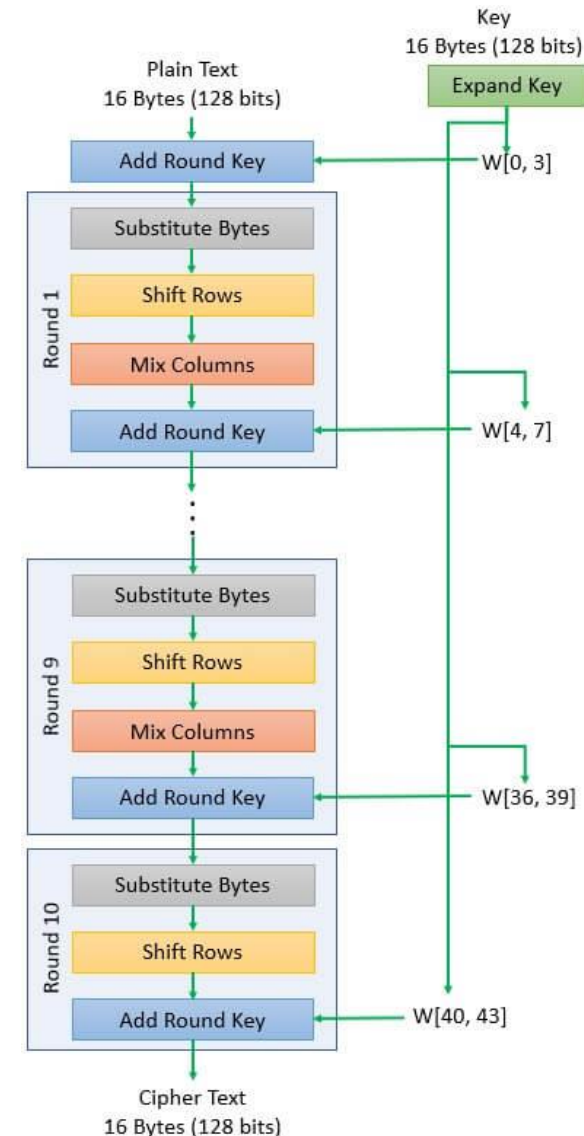 Key
16 Bytes (128 bits)
Expand Key
Plain Text
16 Bytes (128 bits)
Add Round Key
W[0, 3]
Round 1
Substitute Bytes
Shift Rows
Mix Columns
Add Round Key
W[4, 7]
Round 9
Substitute Bytes
Shift Rows
Mix Columns
Add Round Key
W[36, 39]
Round 10
Substitute Bytes
Shift Rows
Add Round Key
W[40, 43]
Cipher Text
16 Bytes (128 bits)